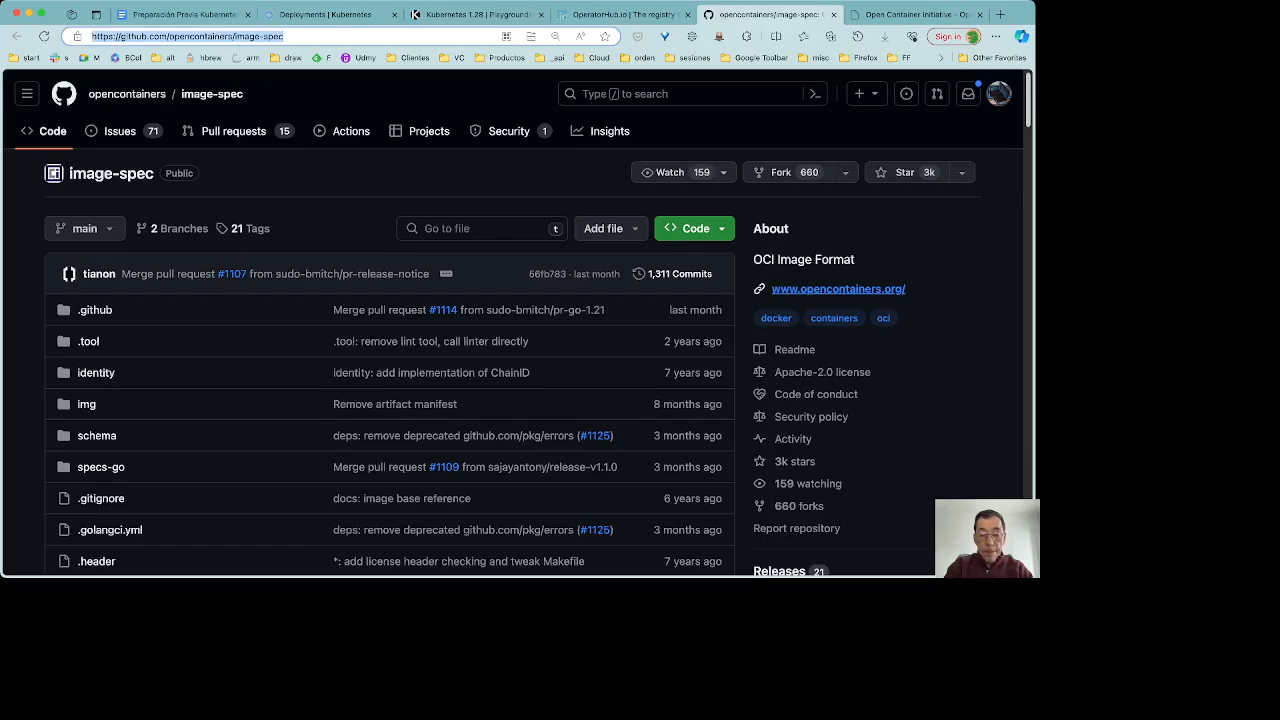 Preparación Previa Kubernete
Deployments | Kubernetes
Kubernetes 1.28 | Playgrounds
OperatorHub.io | The registry
opencontainers/image-spec: O
Open Container Initiative - Op
https://github.com/opencontainers/image-spec
Sign in
start
s
M
BCol
alt
hbrew
arm
draw
F
Udmy
Clientes
VC
Productos
_aoi
Cloud
orden
sesiones
Google Toolbar
misc
Firefox
FF
Other Favorites
opencontainers / image-spec
Type / to search
Code
Issues 71
Pull requests 15
Actions
Projects
Security 1
Insights
image-spec Public
Watch 159
Fork 660
Star 3k
main
2 Branches
21 Tags
Go to file t
Add file
Code
About
OCI Image Format
www.opencontainers.org/
docker containers oci
tianon Merge pull request #1107 from sudo-bmitch/pr-release-notice 66fb783 · last month 1,311 Commits
.github Merge pull request #1114 from sudo-bmitch/pr-go-1.21 last month
.tool .tool: remove lint tool, call linter directly 2 years ago
identity identity: add implementation of ChainID 7 years ago
img Remove artifact manifest 8 months ago
schema deps: remove deprecated github.com/pkg/errors (#1125) 3 months ago
specs-go Merge pull request #1109 from sajayantony/release-v1.1.0 3 months ago
.gitignore docs: image base reference 6 years ago
.golangci.yml deps: remove deprecated github.com/pkg/errors (#1125) 3 months ago
.header *: add license header checking and tweak Makefile 7 years ago
Readme
Apache-2.0 license
Code of conduct
Security policy
Activity
3k stars
159 watching
660 forks
Report repository
Releases 21